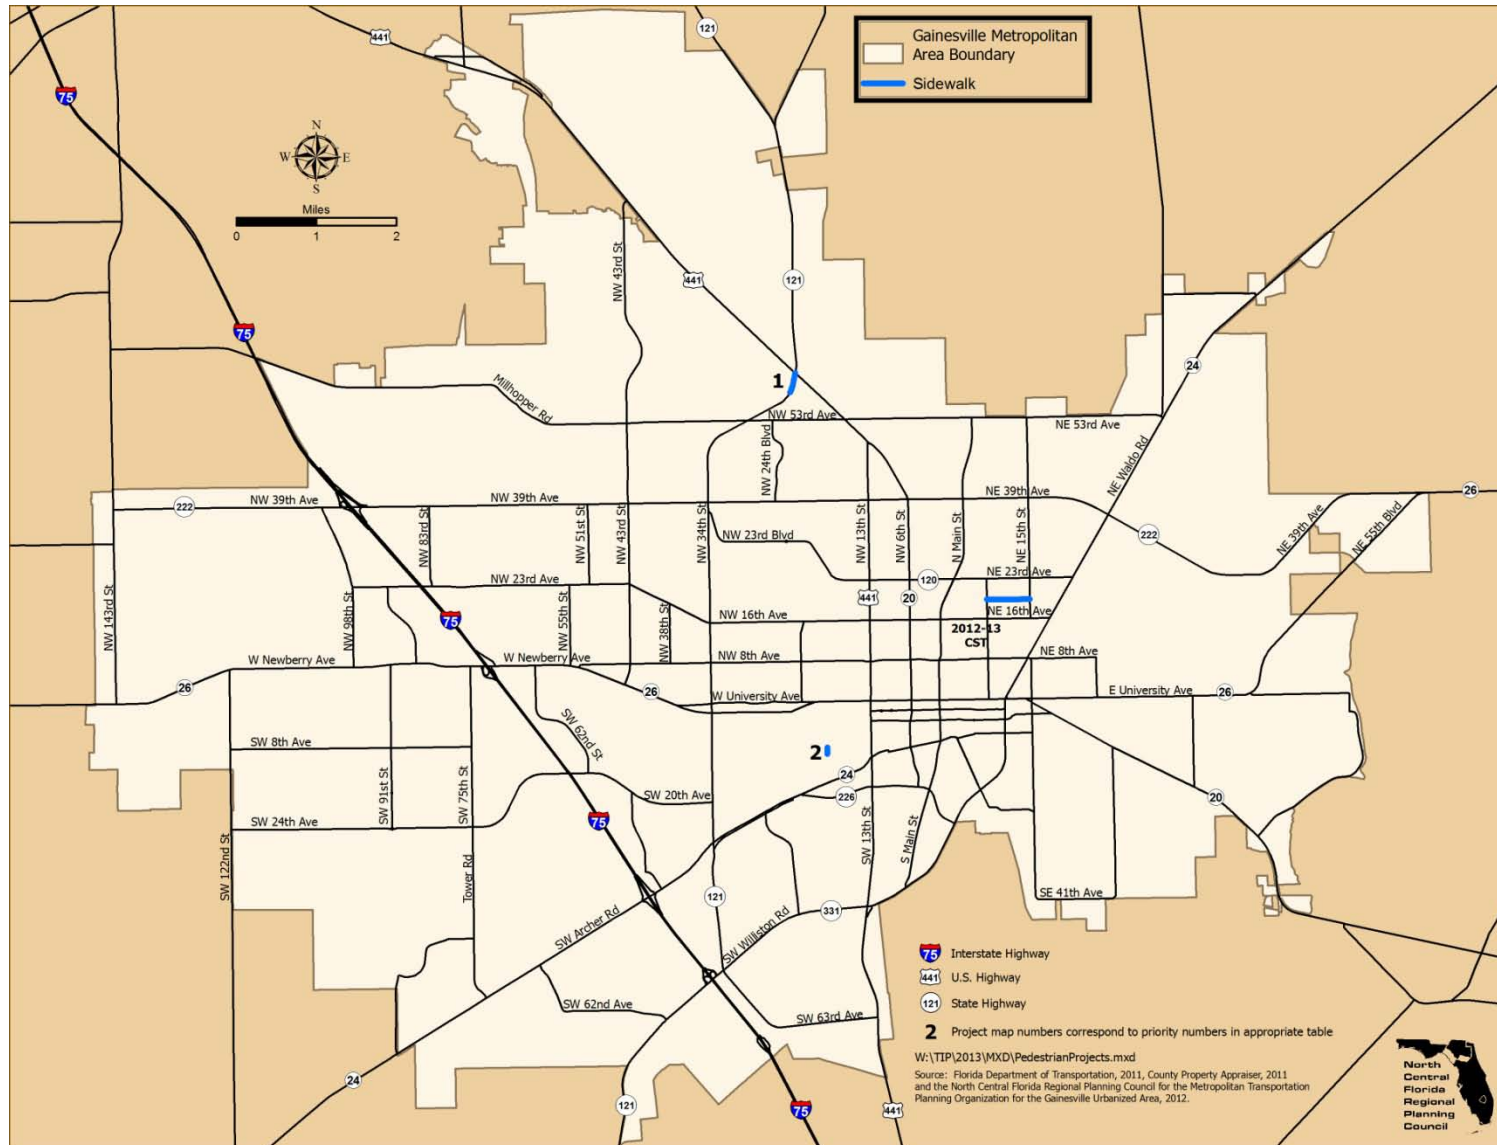 441
121
Gainesville Metropolitan
Area Boundary
Sidewalk
75
N
W
E
S
Miles
0
1
2
NW 43rd St
441
121
75
24
1
Millhopper Rd
NW 53rd Ave
NE 53rd Ave
NW 24th Blvd
NE Waldo Rd
222
NW 39th Ave
NW 39th Ave
NE 39th Ave
26
NW 83rd St
NW 51st St
NW 43rd St
NW 34th St
NW 23rd Blvd
NW 13th St
NW 6th St
N Main St
NE 15th St
222
NE 39th Ave
NE 55th Blvd
NW 23rd Ave
120
NE 23rd Ave
NW 143rd St
NW 98th St
75
NW 55th St
NW 38th St
441
20
NW 16th Ave
NE 16th Ave
2012-13
CST
W Newberry Ave
W Newberry Ave
NW 8th Ave
NE 8th Ave
26
26
W University Ave
E University Ave
26
SW 62nd St
SW 8th Ave
2
24
SW 91st St
SW 75th St
SW 20th Ave
226
20
SW 24th Ave
75
SW 13th St
S Main St
SW 122nd St
Tower Rd
121
SE 41th Ave
SW Archer Rd
SW Williston Rd
331
75
Interstate Highway
441
U.S. Highway
121
State Highway
SW 62nd Ave
SW 63rd Ave
2
Project map numbers correspond to priority numbers in appropriate table
W:\TIP\2013\MXD\PedestrianProjects.mxd
Source: Florida Department of Transportation, 2011, County Property Appraiser, 2011
and the North Central Florida Regional Planning Council for the Metropolitan Transportation
Planning Organization for the Gainesville Urbanized Area, 2012.
24
121
75
441
North
Central
Florida
Regional
Planning
Council